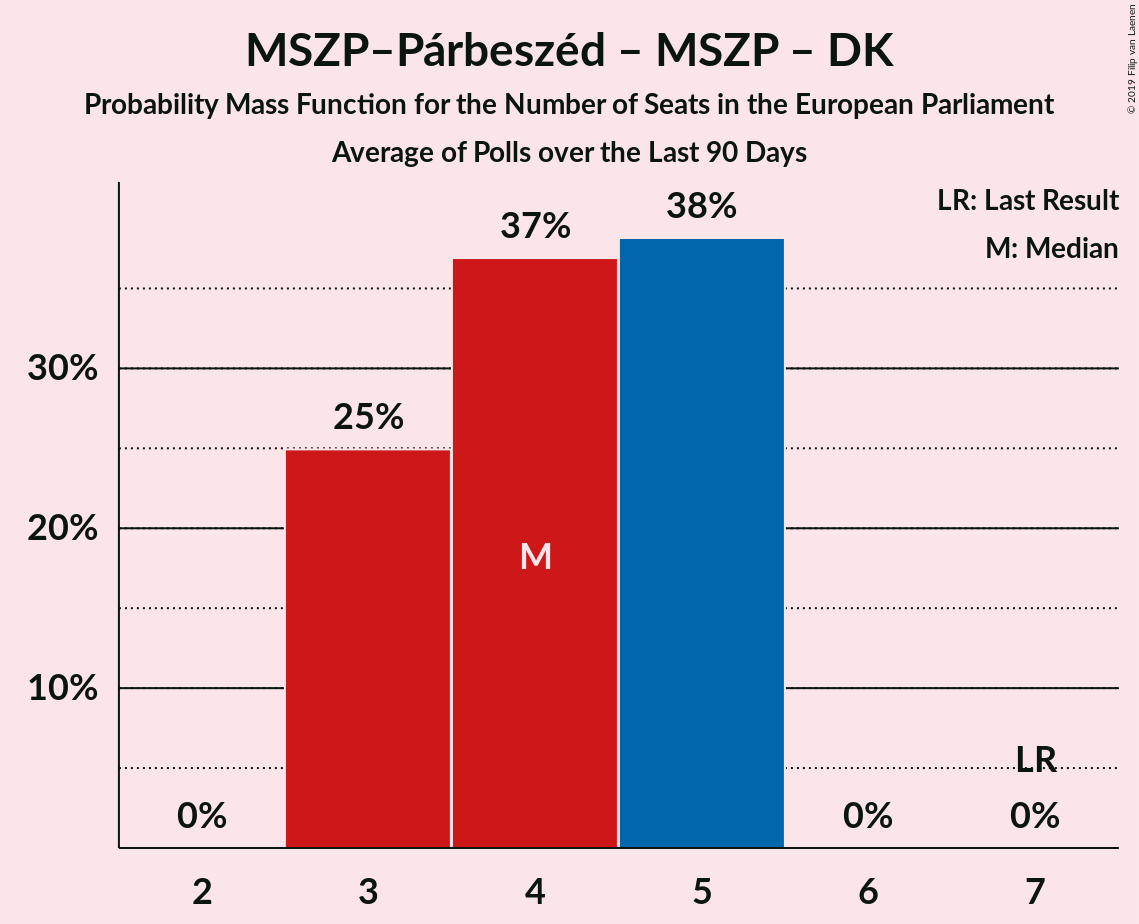 MSZP–Párbeszéd – MSZP – DK
Probability Mass Function for the Number of Seats in the European Parliament
Average of Polls over the Last 90 Days
© 2019 Filip van Laenen
LR: Last Result
M: Median
38%
37%
30%
25%
20%
M
10%
LR
0%
0%
0%
2
3
4
5
6
7